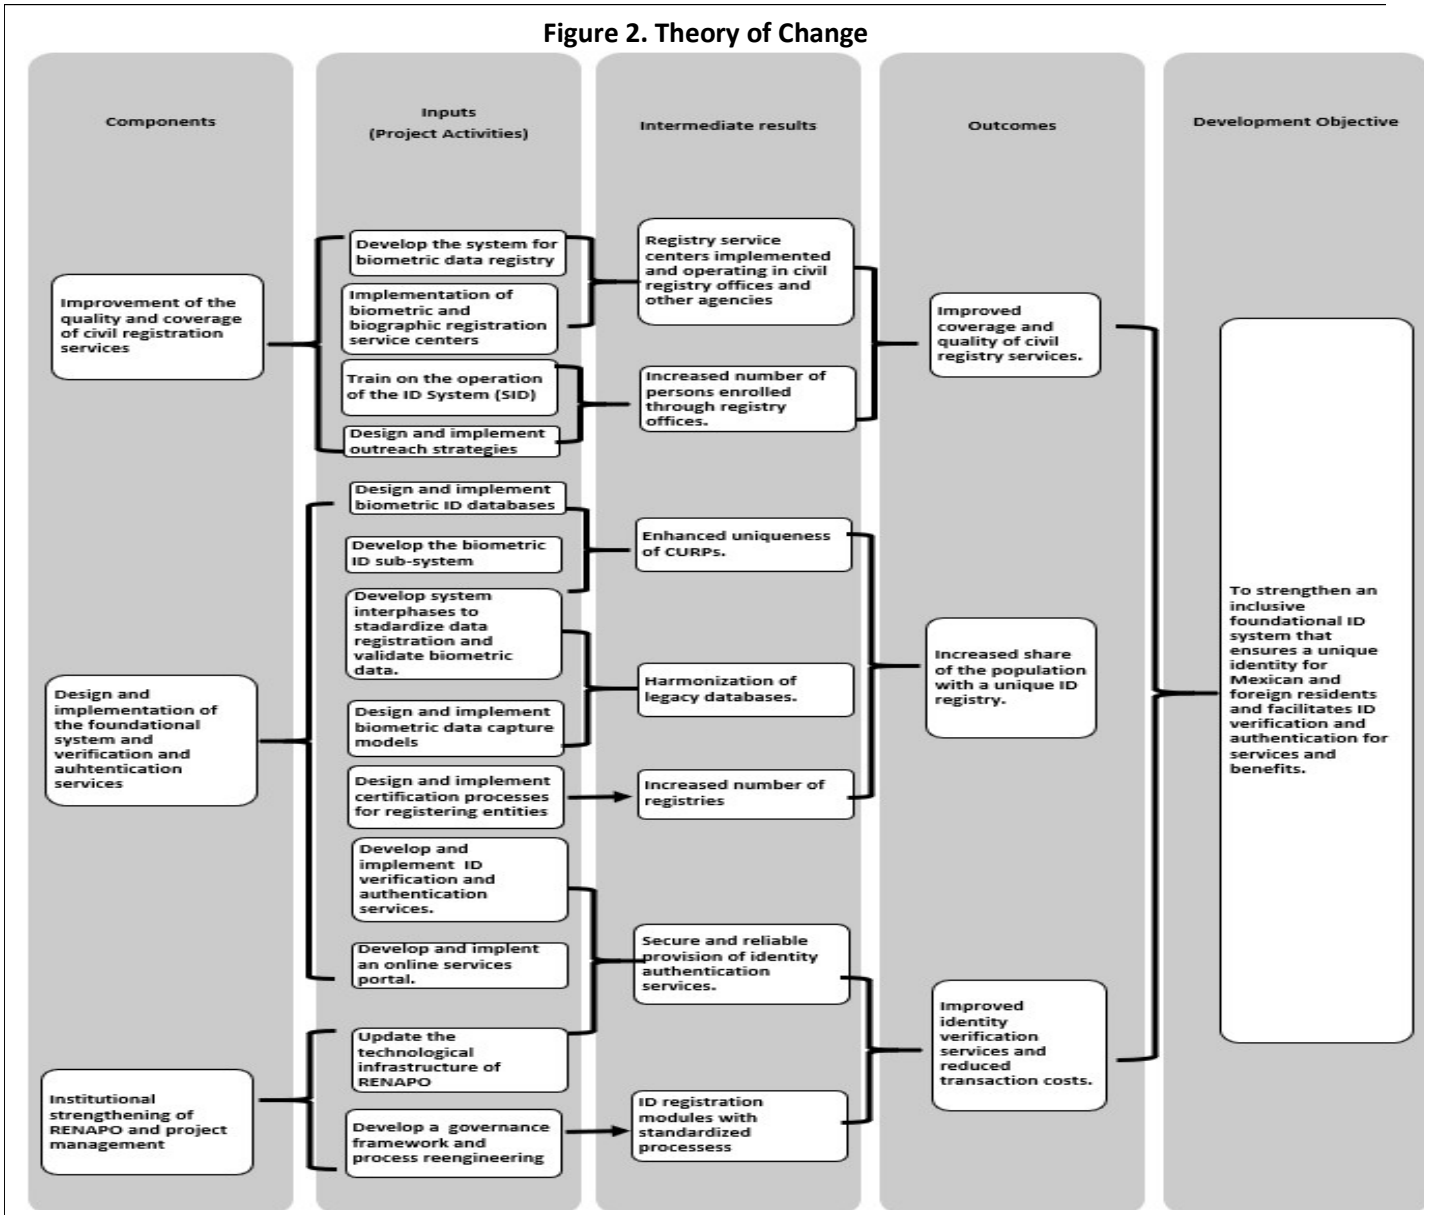 Figure 2. Theory of Change
Components
Inputs
(Project Activities)
Intermediate results
Outcomes
Development Objective
Improvement of the
quality and coverage
of civil registration
services
Design and
implementation of
the foundational
system and
verification and
auhtentication
services
Institutional
strengthening of
RENAPO and project
management
Develop the system for
biometric data registry
Implementation of
biometric and
biographic registration
service centers
Train on the operation
of the ID System (SID)
Design and implement
outreach strategies
Design and implement
biometric ID databases
Develop the biometric
ID sub-system
Develop system
interphases to
stadardize data
registration and
validate biometric
data.
Design and implement
biometric data capture
models
Design and implement
certification processes
for registering entities
Develop and
implement  ID
verification and
authentication
services.
Develop and implent
an online services
portal.
Update the
technological
infrastructure of
RENAPO
Develop a  governance
framework and
process reengineering
Registry service
centers implemented
and operating in civil
registry offices and
other agencies
Increased number of
persons enrolled
through registry
offices.
Enhanced uniqueness
of CURPs.
Harmonization of
legacy databases.
Increased number of
registries
Secure and reliable
provision of identity
authentication
services.
ID registration
modules with
standardized
processess
Improved
coverage and
quality of civil
registry services.
Increased share
of the population
with a unique ID
registry.
Improved
identity
verification
services and
reduced
transaction costs.
To strengthen an
inclusive
foundational ID
system that
ensures a unique
identity for
Mexican and
foreign residents
and facilitates ID
verification and
authentication for
services and
benefits.